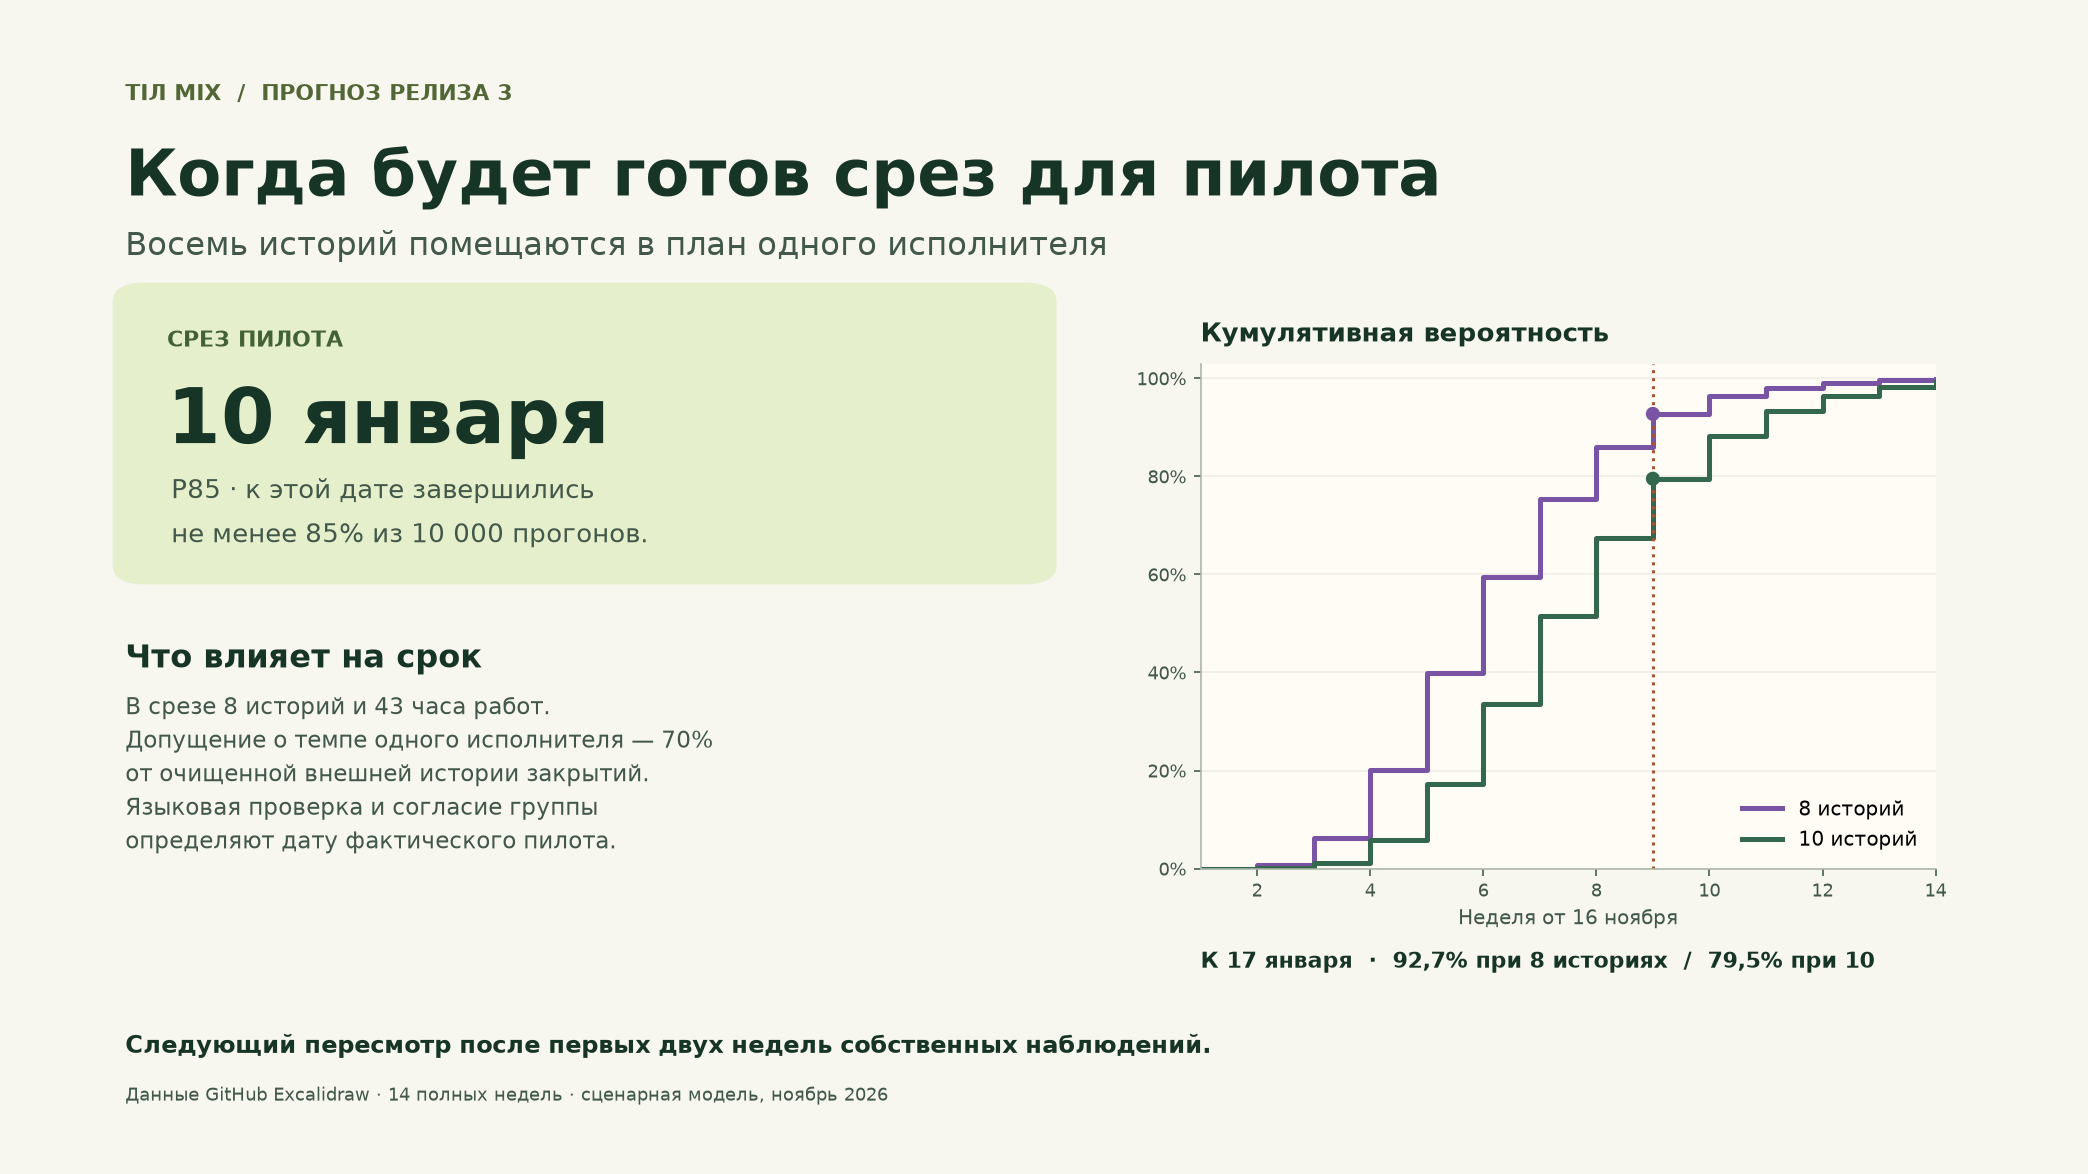 ТІЛ MIX / ПРОГНОЗ РЕЛИЗА 3
Когда будет готов срез для пилота
Восемь историй помещаются в план одного исполнителя
СРЕЗ ПИЛОТА
10 января
P85 · к этой дате завершились
не менее 85% из 10 000 прогонов.
Что влияет на срок
В срезе 8 историй и 43 часа работ.
Допущение о темпе одного исполнителя — 70%
от очищенной внешней истории закрытий.
Языковая проверка и согласие группы
определяют дату фактического пилота.
Кумулятивная вероятность
100%
80%
60%
40%
20%
0%
8 историй
10 историй
2 4 6 8 10 12 14
Неделя от 16 ноября
К 17 января · 92,7% при 8 историях / 79,5% при 10
Следующий пересмотр после первых двух недель собственных наблюдений.
Данные GitHub Excalidraw · 14 полных недель · сценарная модель, ноябрь 2026